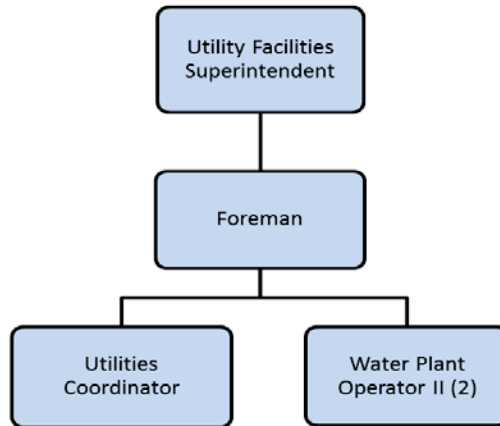 Utility Facilities
Superintendent
Foreman
Utilities
Coordinator
Water Plant
Operator II (2)